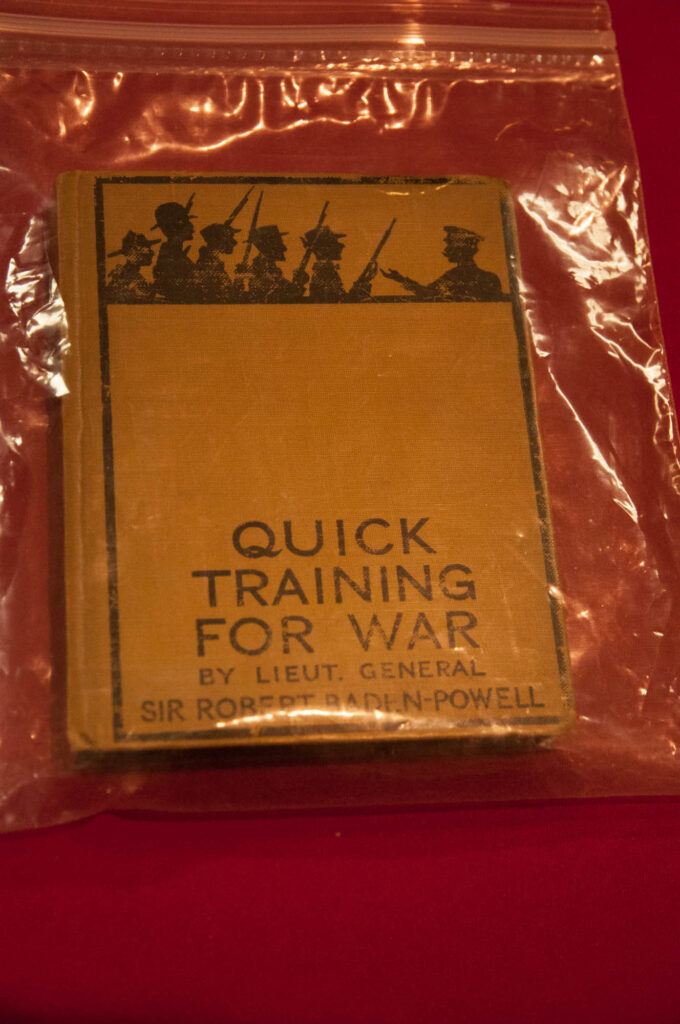 QUICK
TRAINING
FOR WAR
BY LIEUT. GENERAL
SIR ROBERT BADEN-POWELL